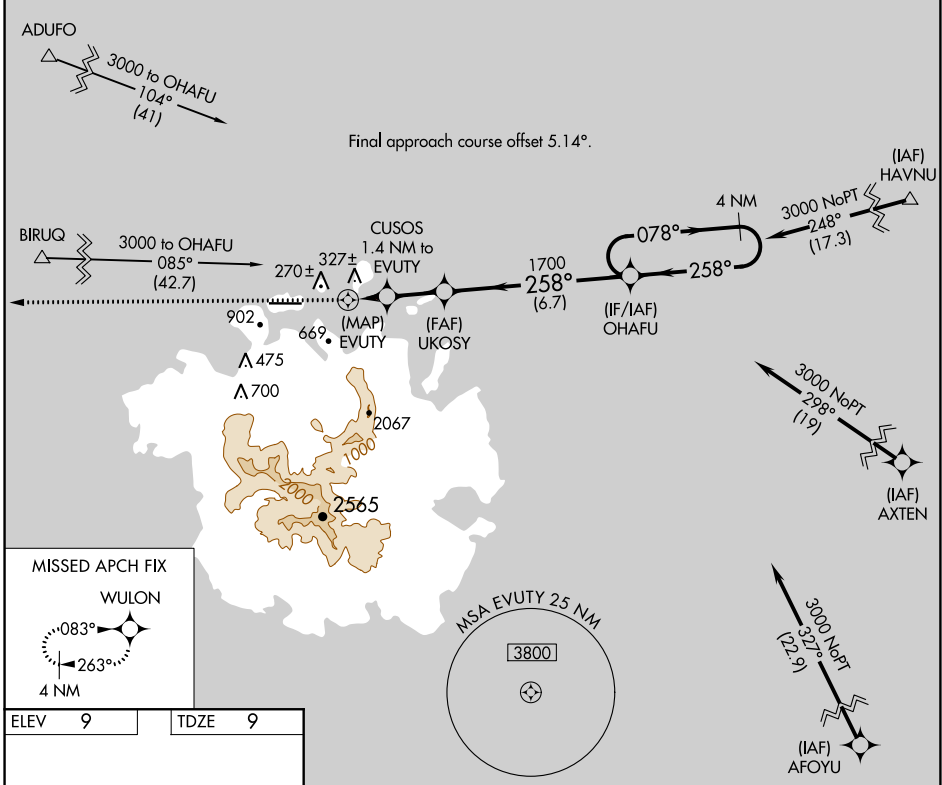 ADUFO
3000 to OHAFU
104°
(41)
Final approach course offset 5.14°.
(IAF)
HAVNU
3000 NoPT
248°
(17.3)
4 NM
078°
258°
BIRUQ
3000 to OHAFU
085°
(42.7)
CUSOS
1.4 NM to
EVUTY
270±
327±
1700
258°
(6.7)
(IF/IAF)
OHAFU
(MAP)
EVUTY
(FAF)
UKOSY
902
669
475
700
2067
1000
2000
2565
3000 NoPT
298°
(19)
(IAF)
AXTEN
MISSED APCH FIX
WULON
083°
263°
4 NM
MSA EVUTY 25 NM
3800
3000 NoPT
327°
(22.9)
(IAF)
AFOYU
ELEV 9
TDZE 9